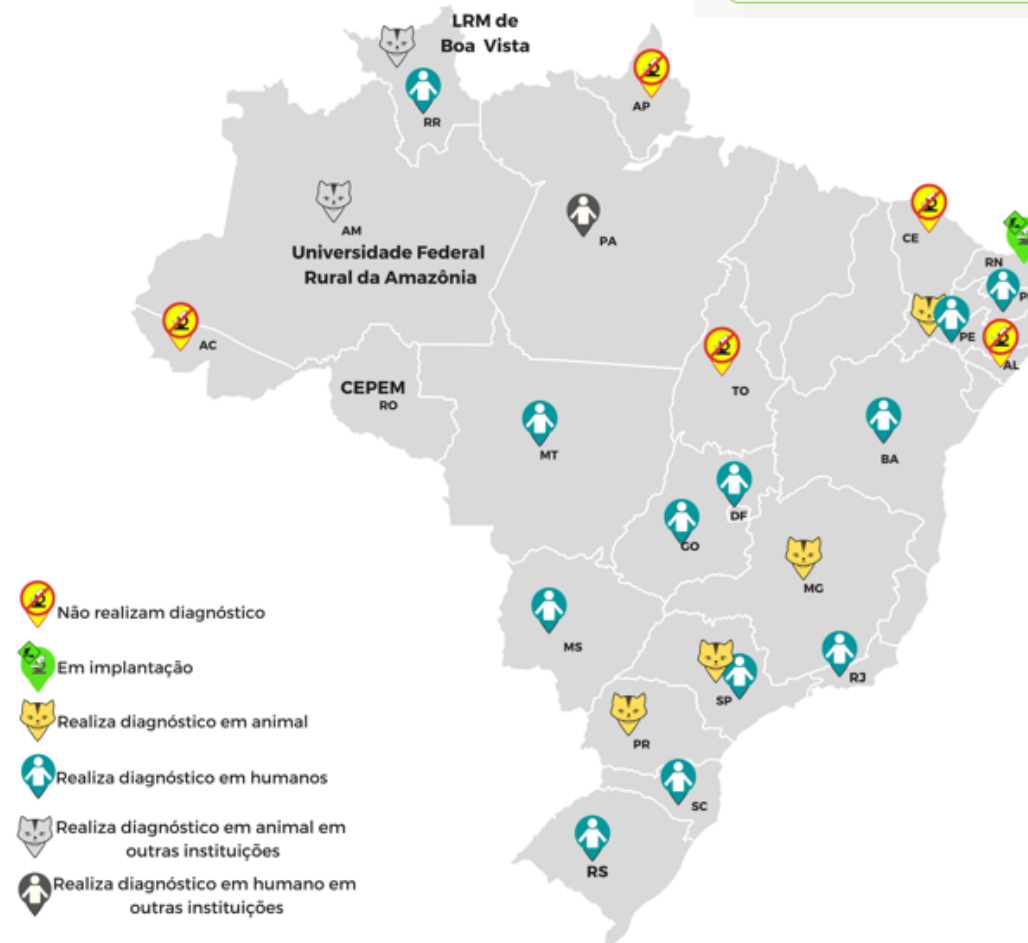 LRM de
Boa Vista
RR
AP
AM
PA
CE
Universidade Federal
Rural da Amazônia
RN
PE
AC
AL
TO
CEPEM
RO
MT
BA
DF
GO
MG
Não realizam diagnóstico
MS
Em implantação
RJ
SP
Realiza diagnóstico em animal
PR
Realiza diagnóstico em humanos
SC
Realiza diagnóstico em animal em
outras instituições
RS
Realiza diagnóstico em humano em
outras instituições